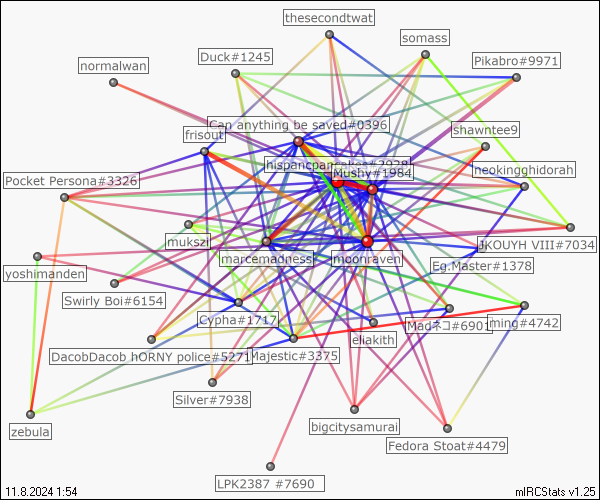 thesecondtwat
somass
Duck#1245
normalwan
Pikabro#9971
Can anything be saved#0396
shawntee9
frisout
hispancpancakes#3928
Mushy#1984
neokingghidorah
Pocket Persona#3326
mukszi
JKOUYH VIII#7034
marcemadness
moonraven
Eg.Master#1378
yoshimanden
Swirly Boi#6154
Cypha#1717
Madネコ#6901
ming#4742
eliakith
DacobDacob hORNY police#5271
Majestic#3375
Silver#7938
bigcitysamurai
zebula
Fedora Stoat#4479
LPK2387 #7690
11.8.2024 1:54
mIRCStats v1.25